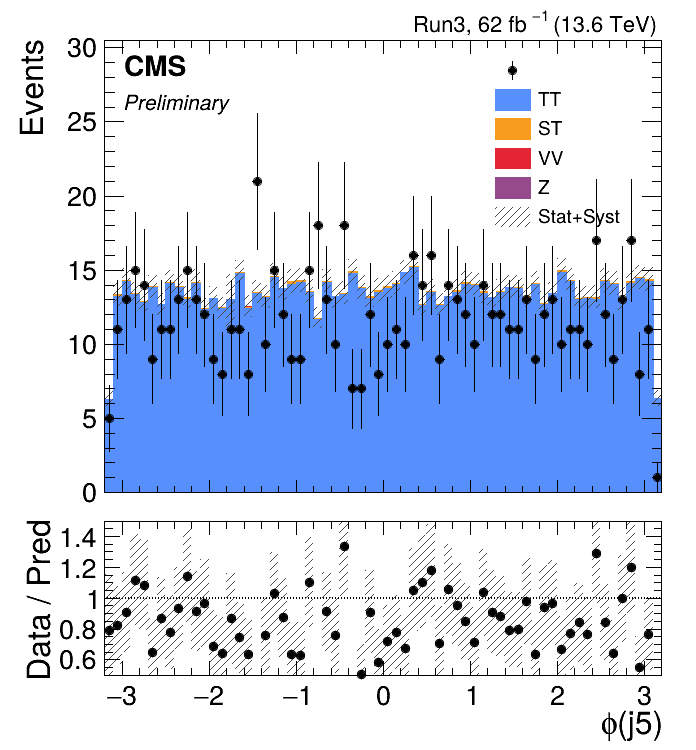 Run3, 62 fb⁻¹ (13.6 TeV)
CMS
Preliminary
Events
30
25
20
15
10
5
0
TT
ST
VV
Z
Stat+Syst
Data / Pred
1.4
1.2
1
0.8
0.6
−3 −2 −1 0 1 2 3
ϕ(j5)